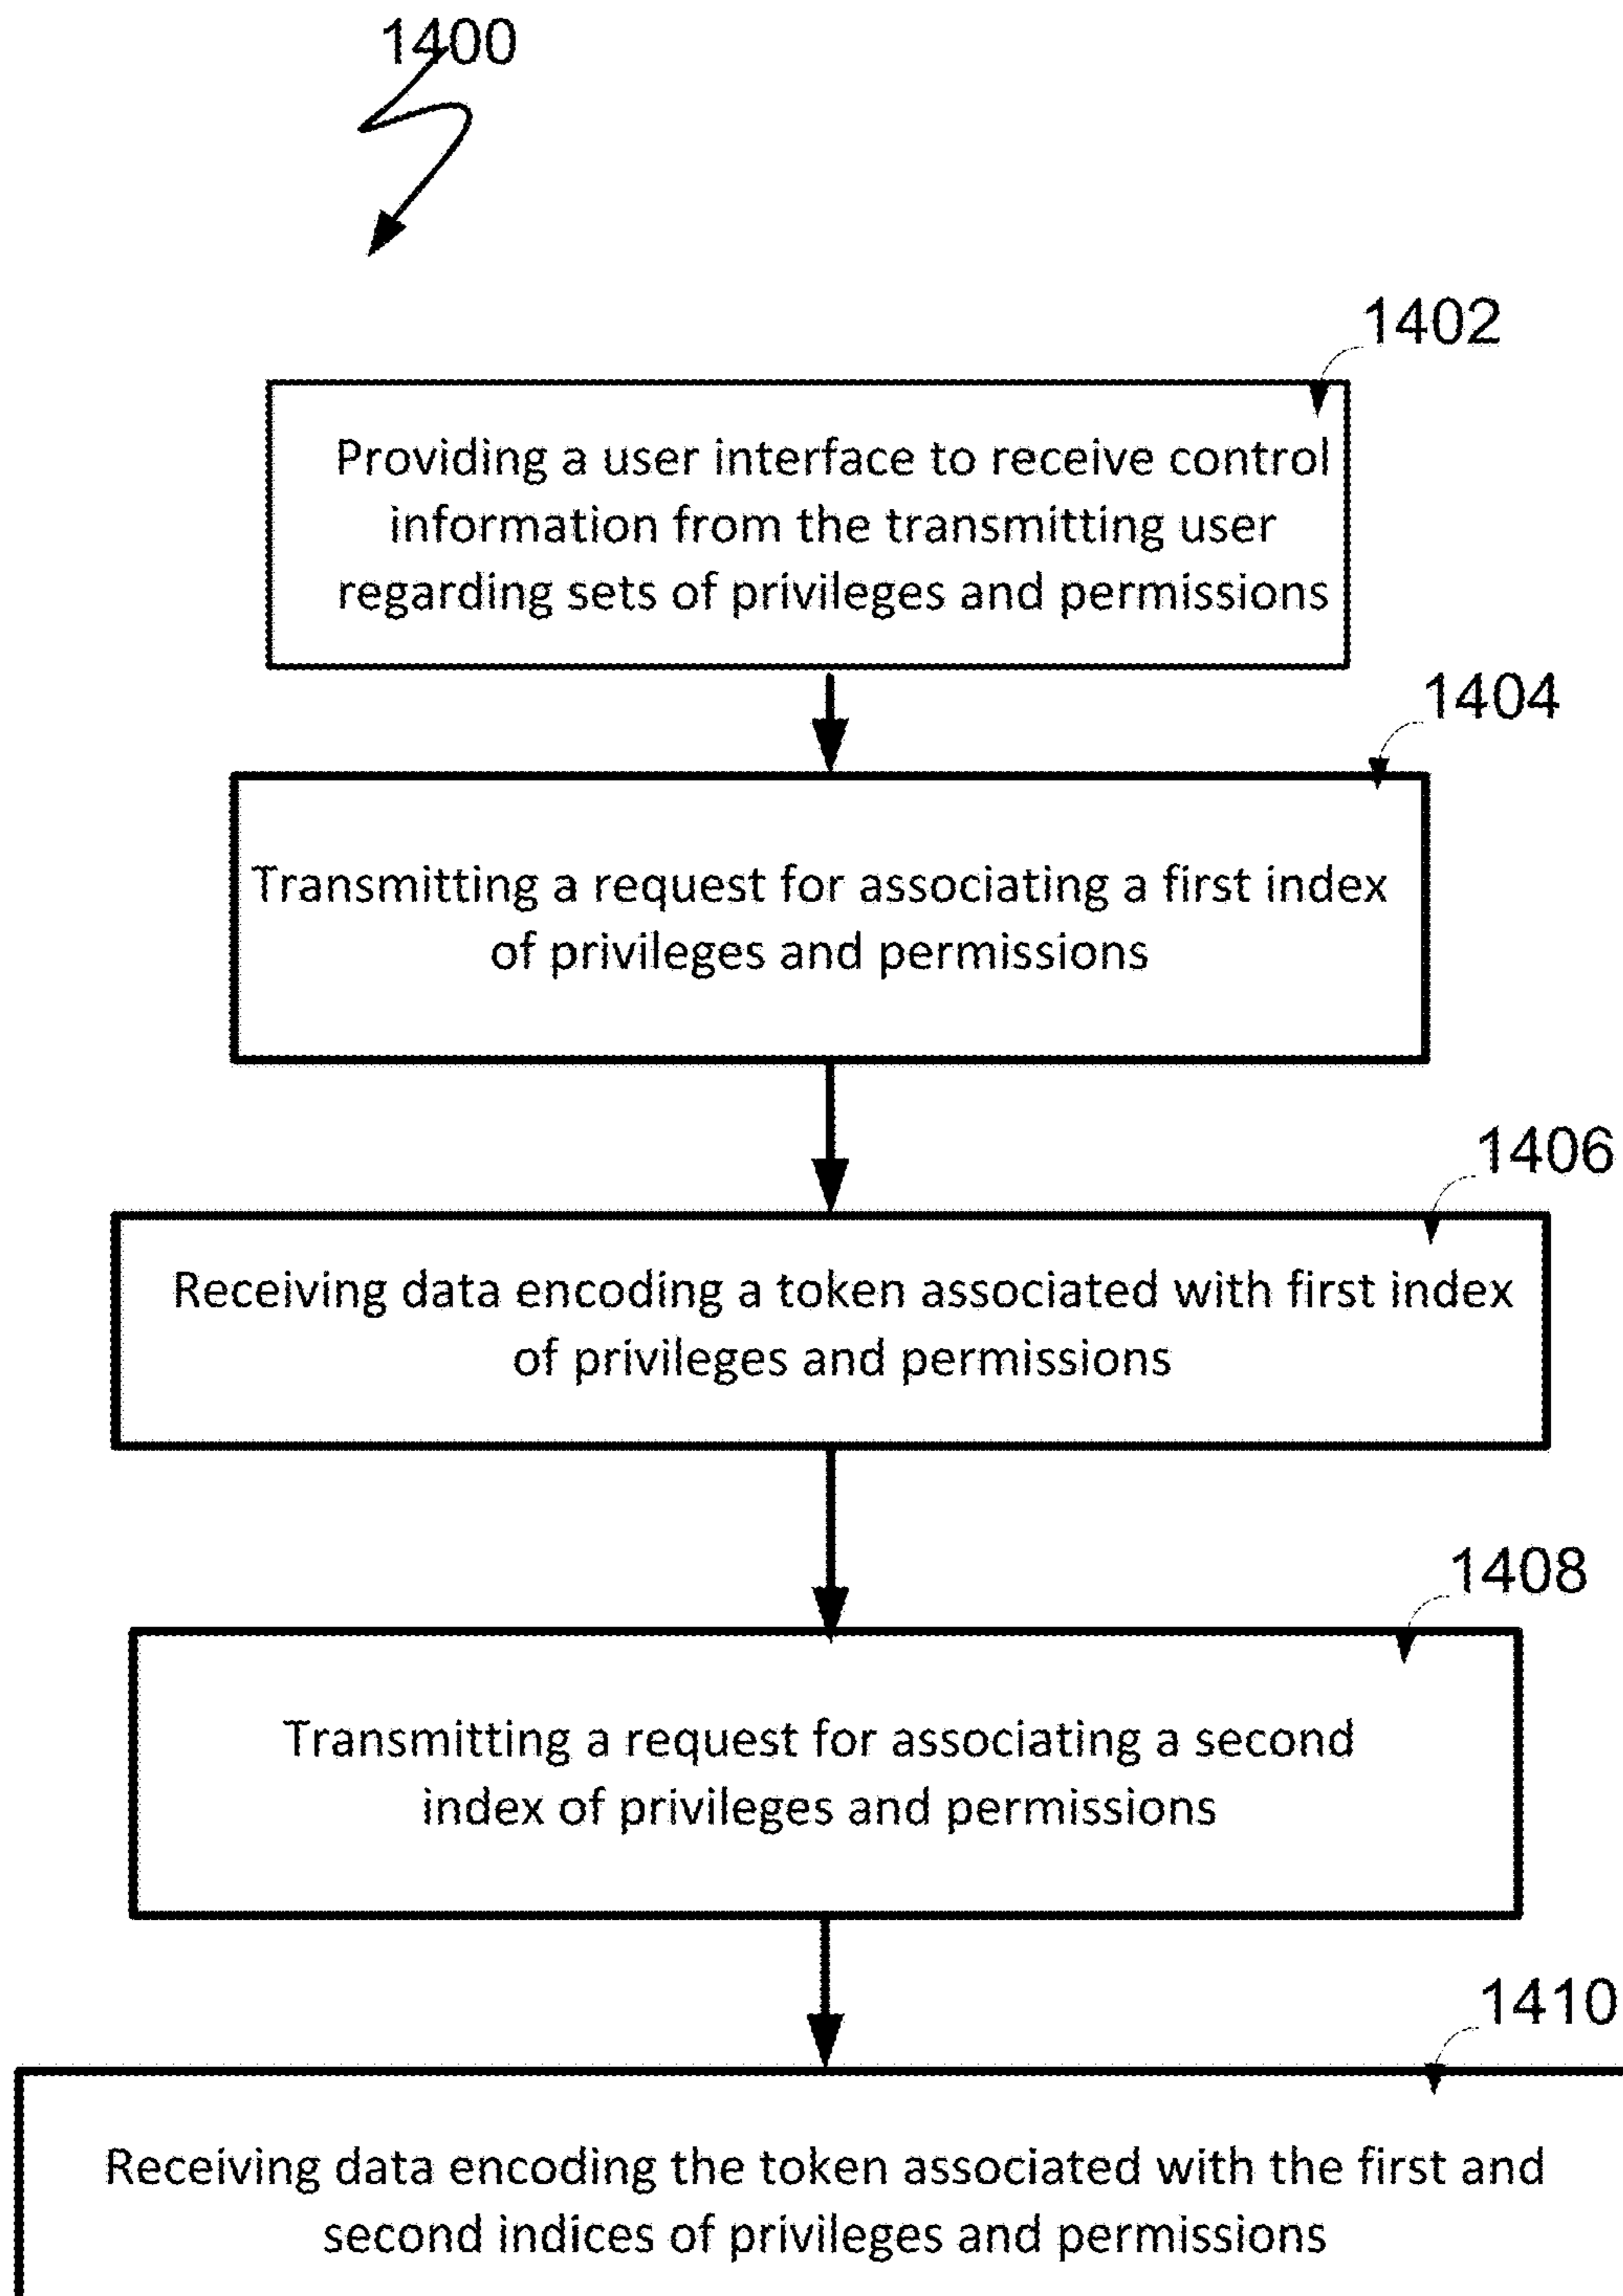 1400
1402
Providing a user interface to receive control
information from the transmitting user
regarding sets of privileges and permissions
1404
Transmitting a request for associating a first index
of privileges and permissions
1406
Receiving data encoding a token associated with first index
of privileges and permissions
1408
Transmitting a request for associating a second
index of privileges and permissions
1410
Receiving data encoding the token associated with the first and
second indices of privileges and permissions